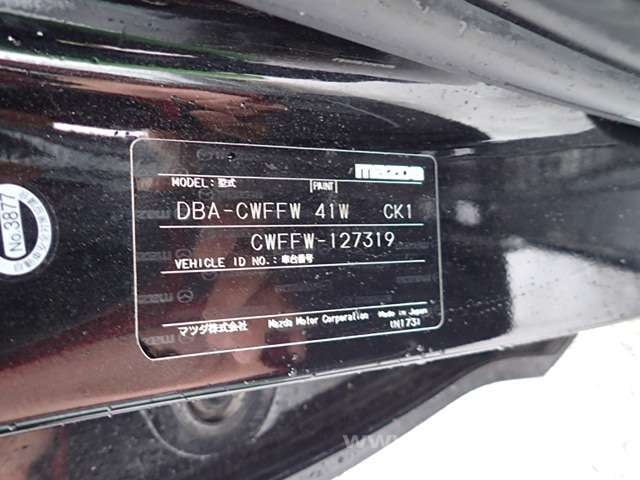 mazda
MODEL: 型式 PAINT
DBA-CWFFW 41W CK1
CWFFW-127319
VEHICLE ID NO.: 車台番号
マツダ株式会社 Mazda Motor Corporation Made in Japan
No.3877
www.